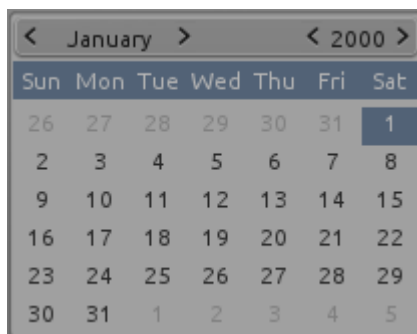 < January > < 2000 >
Sun Mon Tue Wed Thu Fri Sat
26 27 28 29 30 31 1
2 3 4 5 6 7 8
9 10 11 12 13 14 15
16 17 18 19 20 21 22
23 24 25 26 27 28 29
30 31 1 2 3 4 5